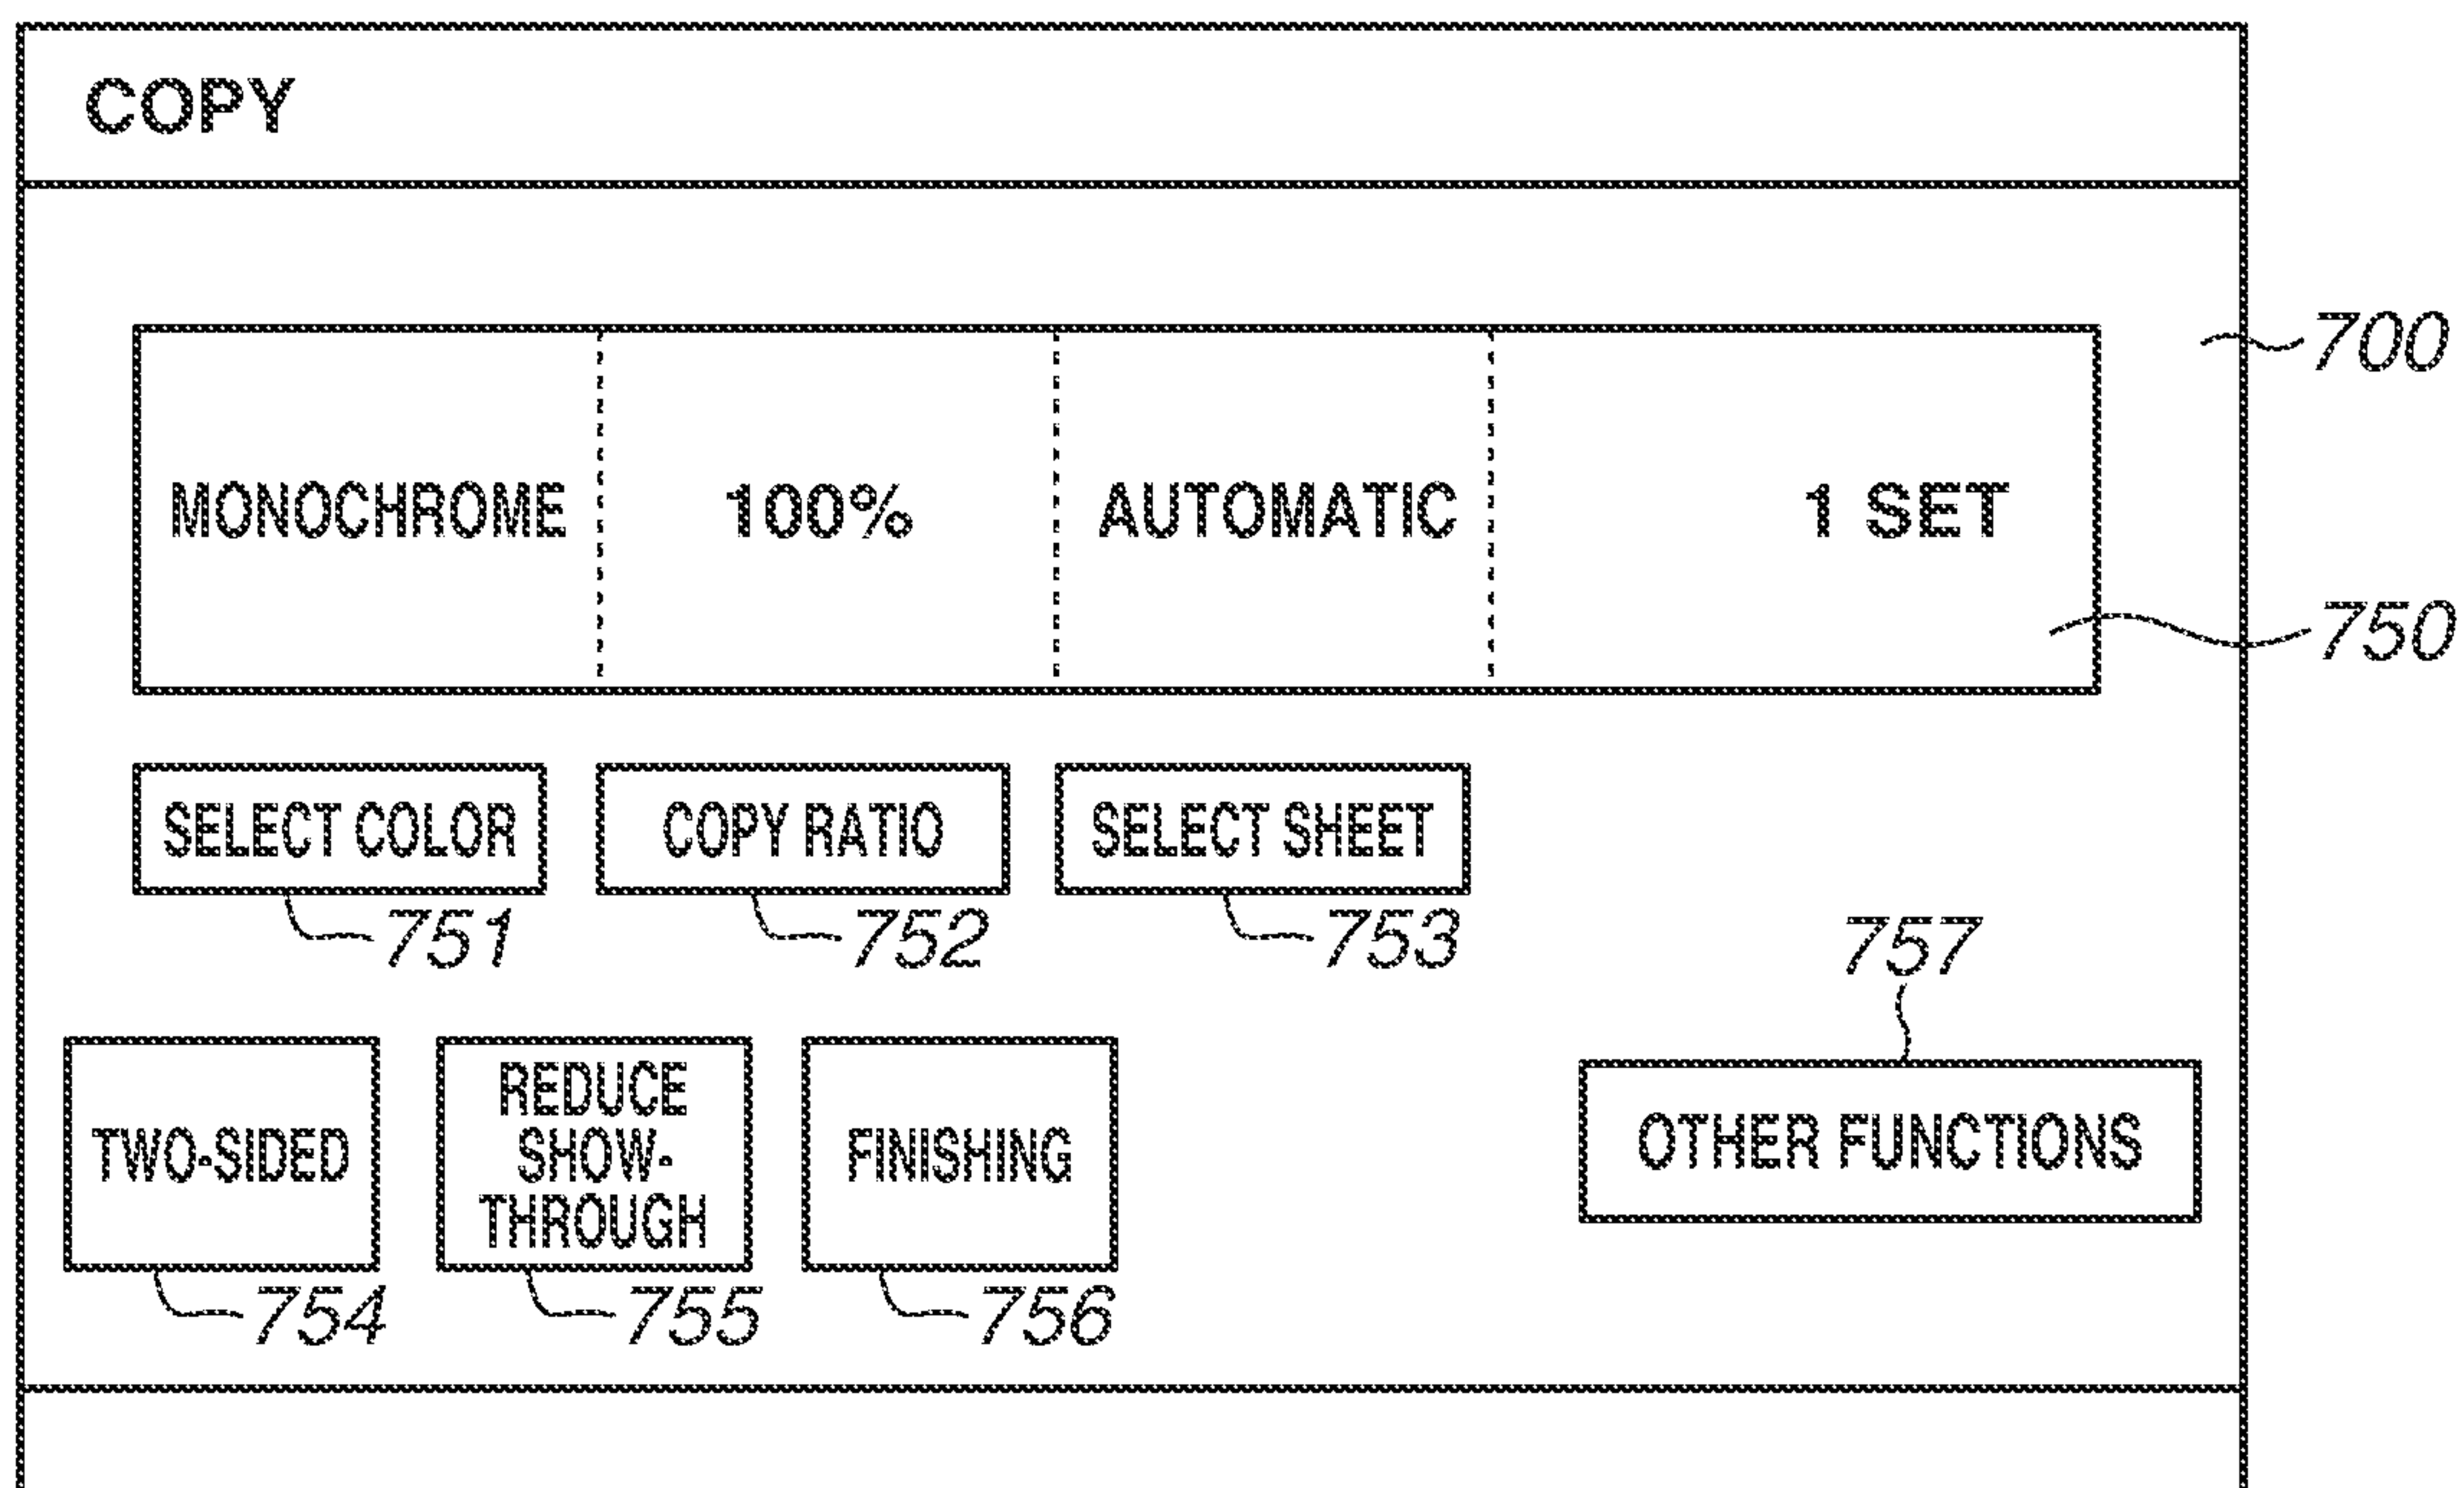 COPY
700
MONOCHROME 100% AUTOMATIC 1 SET
750
SELECT COLOR COPY RATIO SELECT SHEET
751 752 753
757
TWO-SIDED
REDUCE
SHOW-
THROUGH
FINISHING
OTHER FUNCTIONS
754 755 756